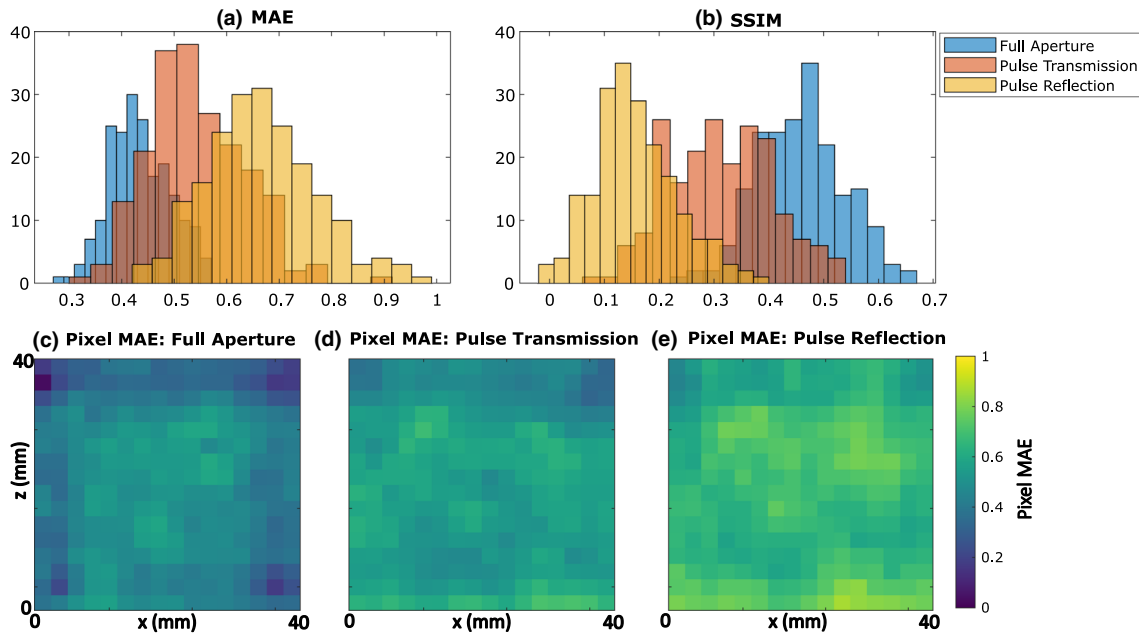 (a) MAE
40
30
20
10
0
0.3 0.4 0.5 0.6 0.7 0.8 0.9 1
(b) SSIM
40
30
20
10
0
0 0.1 0.2 0.3 0.4 0.5 0.6 0.7
Full Aperture
Pulse Transmission
Pulse Reflection
(c) Pixel MAE: Full Aperture
(d) Pixel MAE: Pulse Transmission
(e) Pixel MAE: Pulse Reflection
40
z (mm)
0
0 x (mm) 40
0 x (mm) 40
0 x (mm) 40
1
0.8
0.6
0.4
0.2
0
Pixel MAE